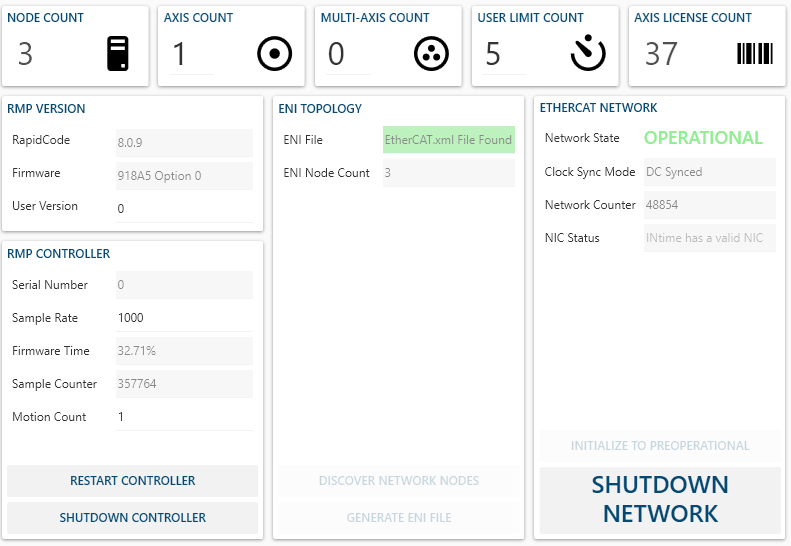 NODE COUNT
3
AXIS COUNT
1
MULTI-AXIS COUNT
0
USER LIMIT COUNT
5
AXIS LICENSE COUNT
37
RMP VERSION
RapidCode 8.0.9
Firmware 918A5 Option 0
User Version 0
RMP CONTROLLER
Serial Number 0
Sample Rate 1000
Firmware Time 32.71%
Sample Counter 357764
Motion Count 1
RESTART CONTROLLER
SHUTDOWN CONTROLLER
ENI TOPOLOGY
ENI File EtherCAT.xml File Found
ENI Node Count 3
DISCOVER NETWORK NODES
GENERATE ENI FILE
ETHERCAT NETWORK
Network State OPERATIONAL
Clock Sync Mode DC Synced
Network Counter 48854
NIC Status INtime has a valid NIC
INITIALIZE TO PREOPERATIONAL
SHUTDOWN
NETWORK